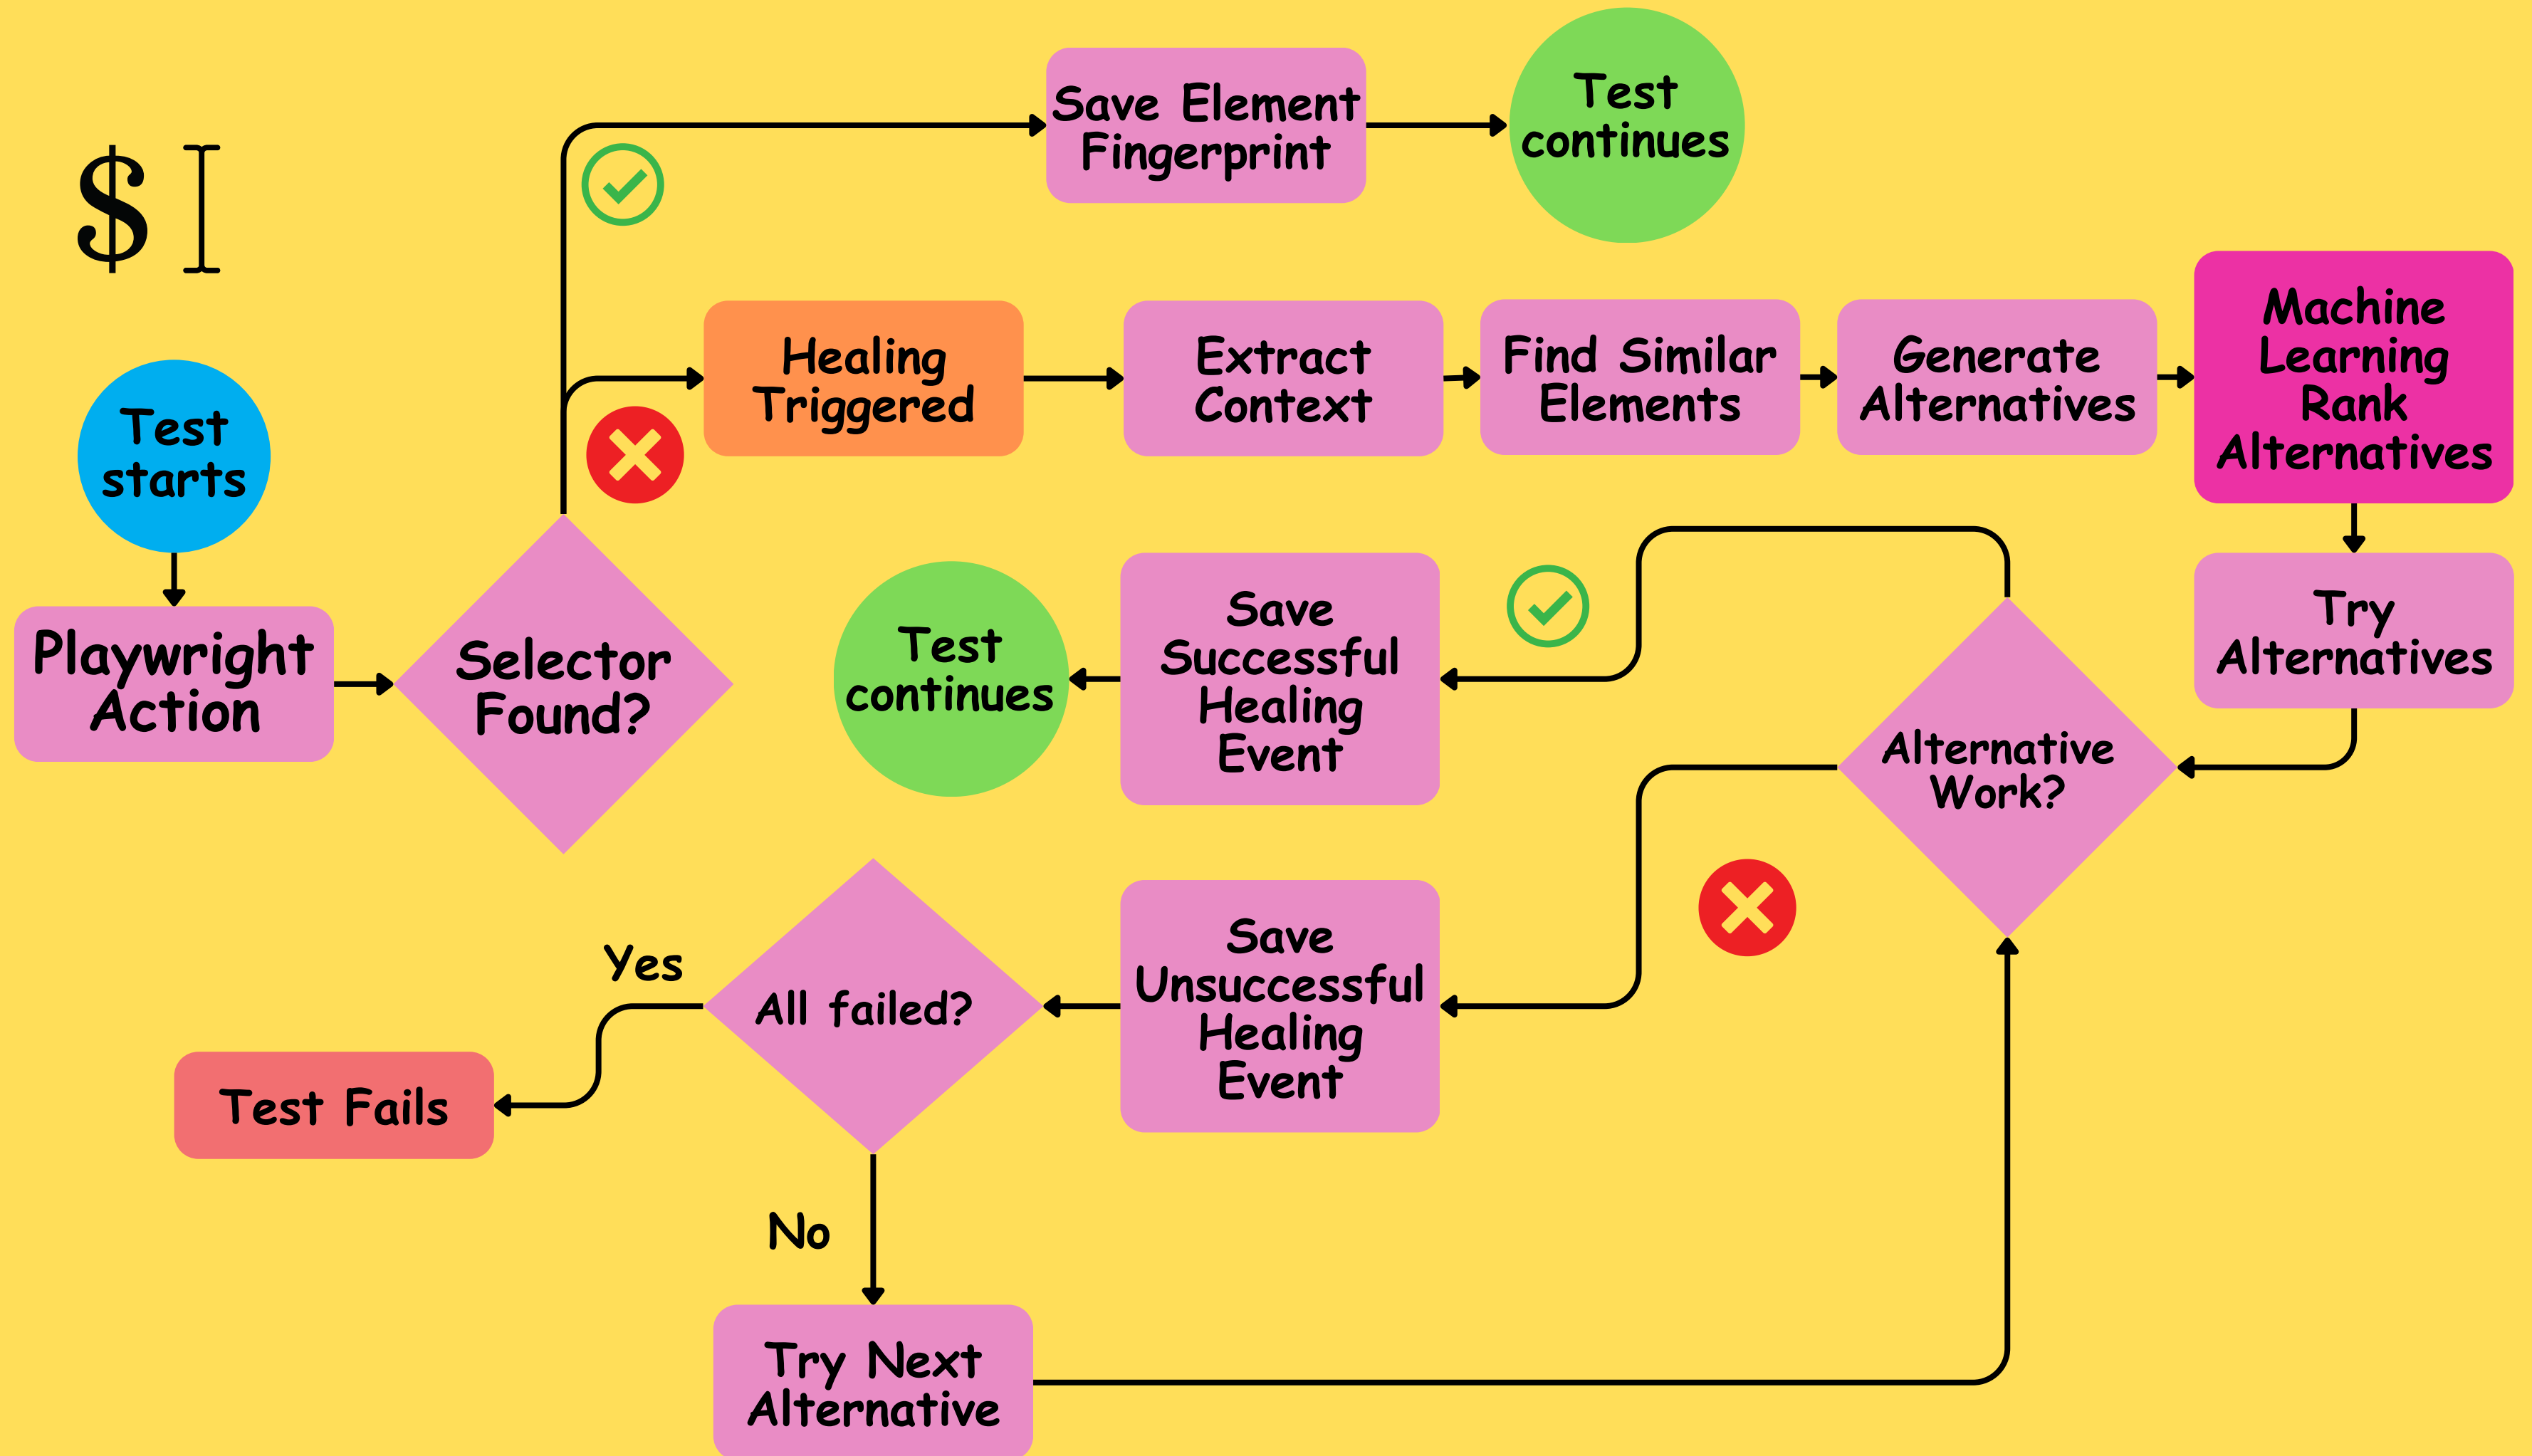 $
Save Element
Fingerprint
Test
continues
Test
starts
Healing
Triggered
Extract
Context
Find Similar
Elements
Generate
Alternatives
Machine
Learning
Rank
Alternatives
Playwright
Action
Selector
Found?
Test
continues
Save
Successful
Healing
Event
Try
Alternatives
Alternative
Work?
Yes
All failed?
Save
Unsuccessful
Healing
Event
Test Fails
No
Try Next
Alternative